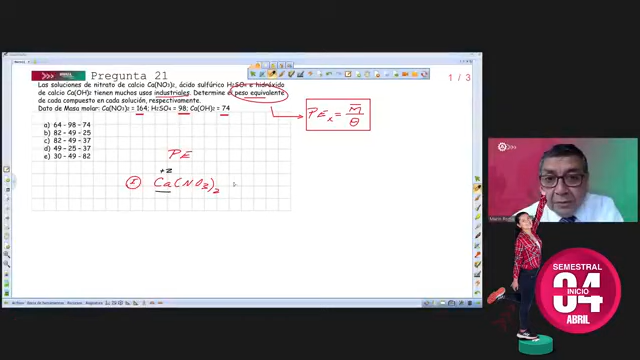 Pregunta 21
1 / 3
Las soluciones de nitrato de calcio Ca(NO₃)₂, ácido sulfúrico H₂SO₄ e hidróxido
de calcio Ca(OH)₂ tienen muchos usos industriales. Determine el peso equivalente
de cada compuesto en cada solución, respectivamente.
Dato de Masa molar: Ca(NO₃)₂ = 164; H₂SO₄ = 98; Ca(OH)₂ = 74
PEx = M̅ / θ
a) 64 - 98 - 74
b) 82 - 49 - 25
c) 82 - 49 - 37
d) 49 - 25 - 37
e) 30 - 49 - 82
PE
+2
I Ca(NO3)2
SEMESTRAL
INICIO
04
ABRIL